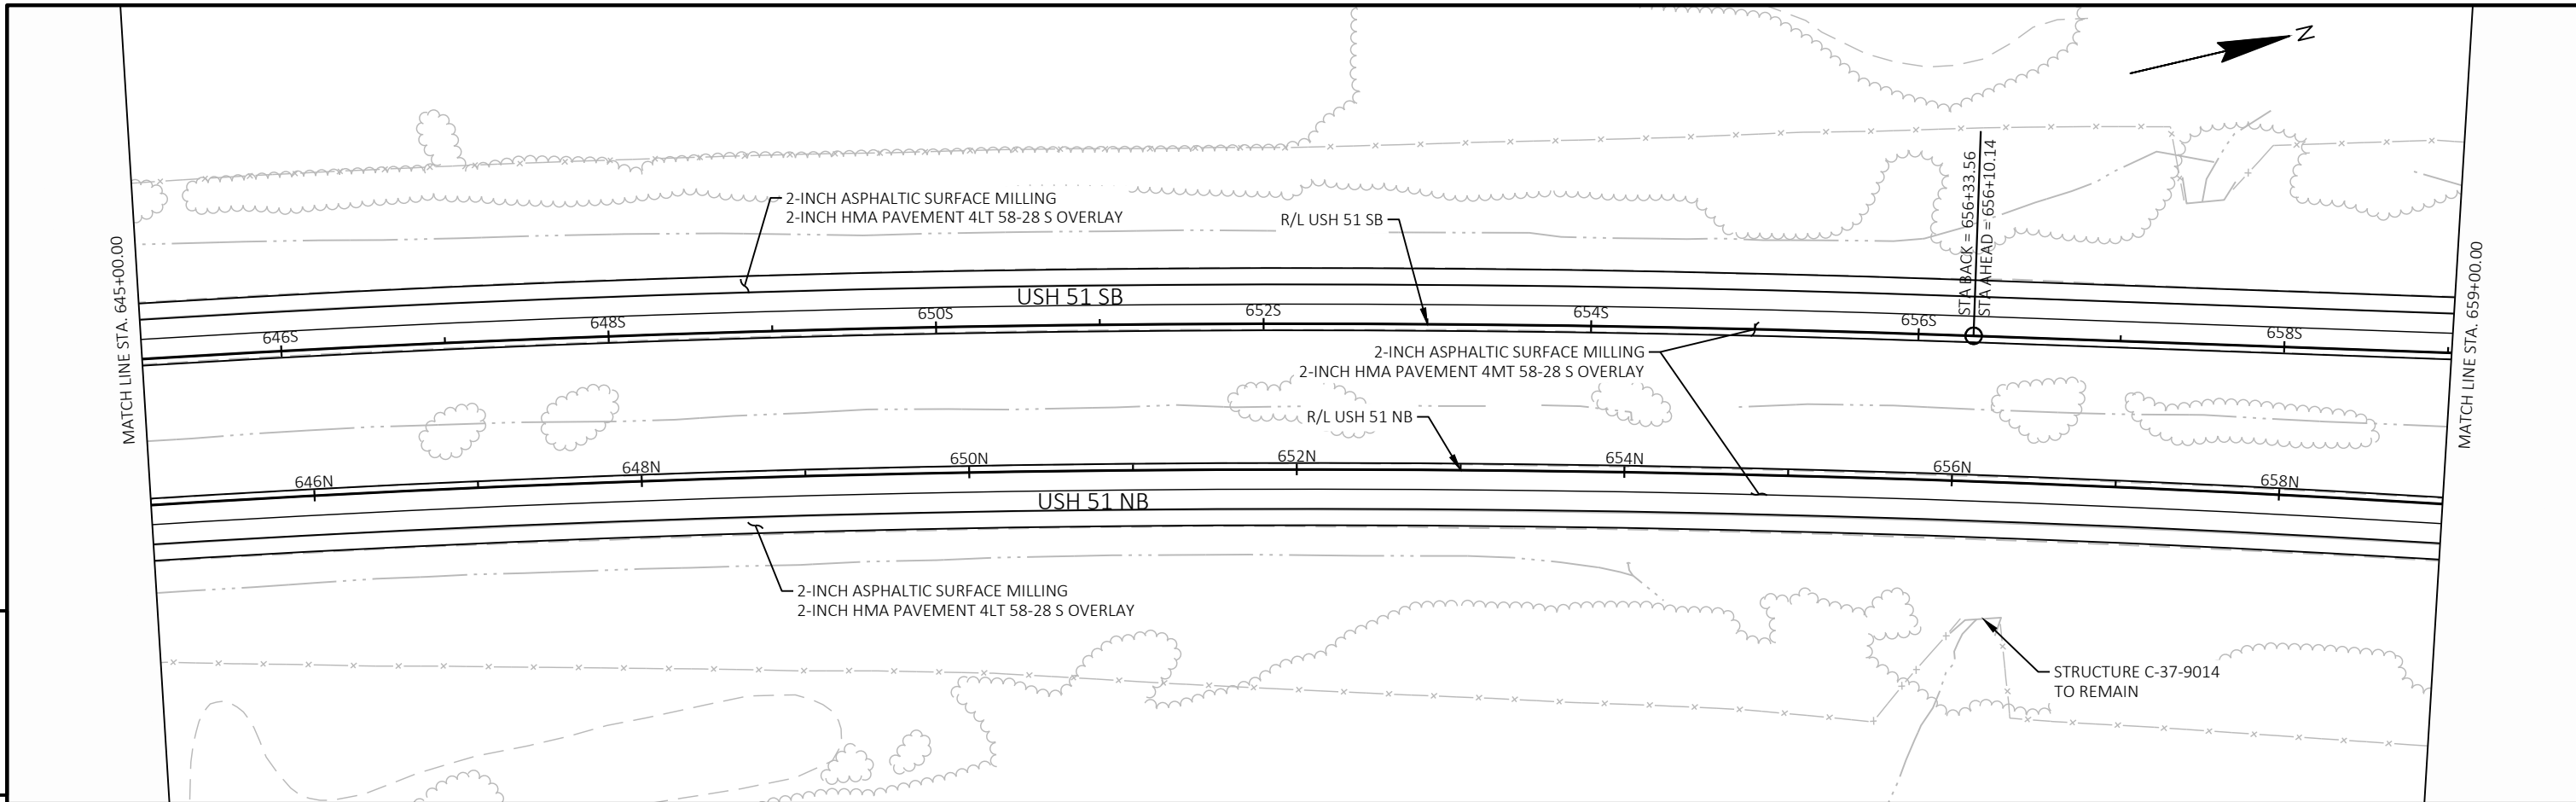 N
STA BACK = 656+33.56
STA AHEAD = 656+10.14
2-INCH ASPHALTIC SURFACE MILLING
2-INCH HMA PAVEMENT 4LT 58-28 S OVERLAY
R/L USH 51 SB
MATCH LINE STA. 645+00.00
MATCH LINE STA. 659+00.00
USH 51 SB
646S
648S
650S
652S
654S
656S
658S
2-INCH ASPHALTIC SURFACE MILLING
2-INCH HMA PAVEMENT 4MT 58-28 S OVERLAY
R/L USH 51 NB
646N
648N
650N
652N
654N
656N
658N
USH 51 NB
2-INCH ASPHALTIC SURFACE MILLING
2-INCH HMA PAVEMENT 4LT 58-28 S OVERLAY
STRUCTURE C-37-9014
TO REMAIN